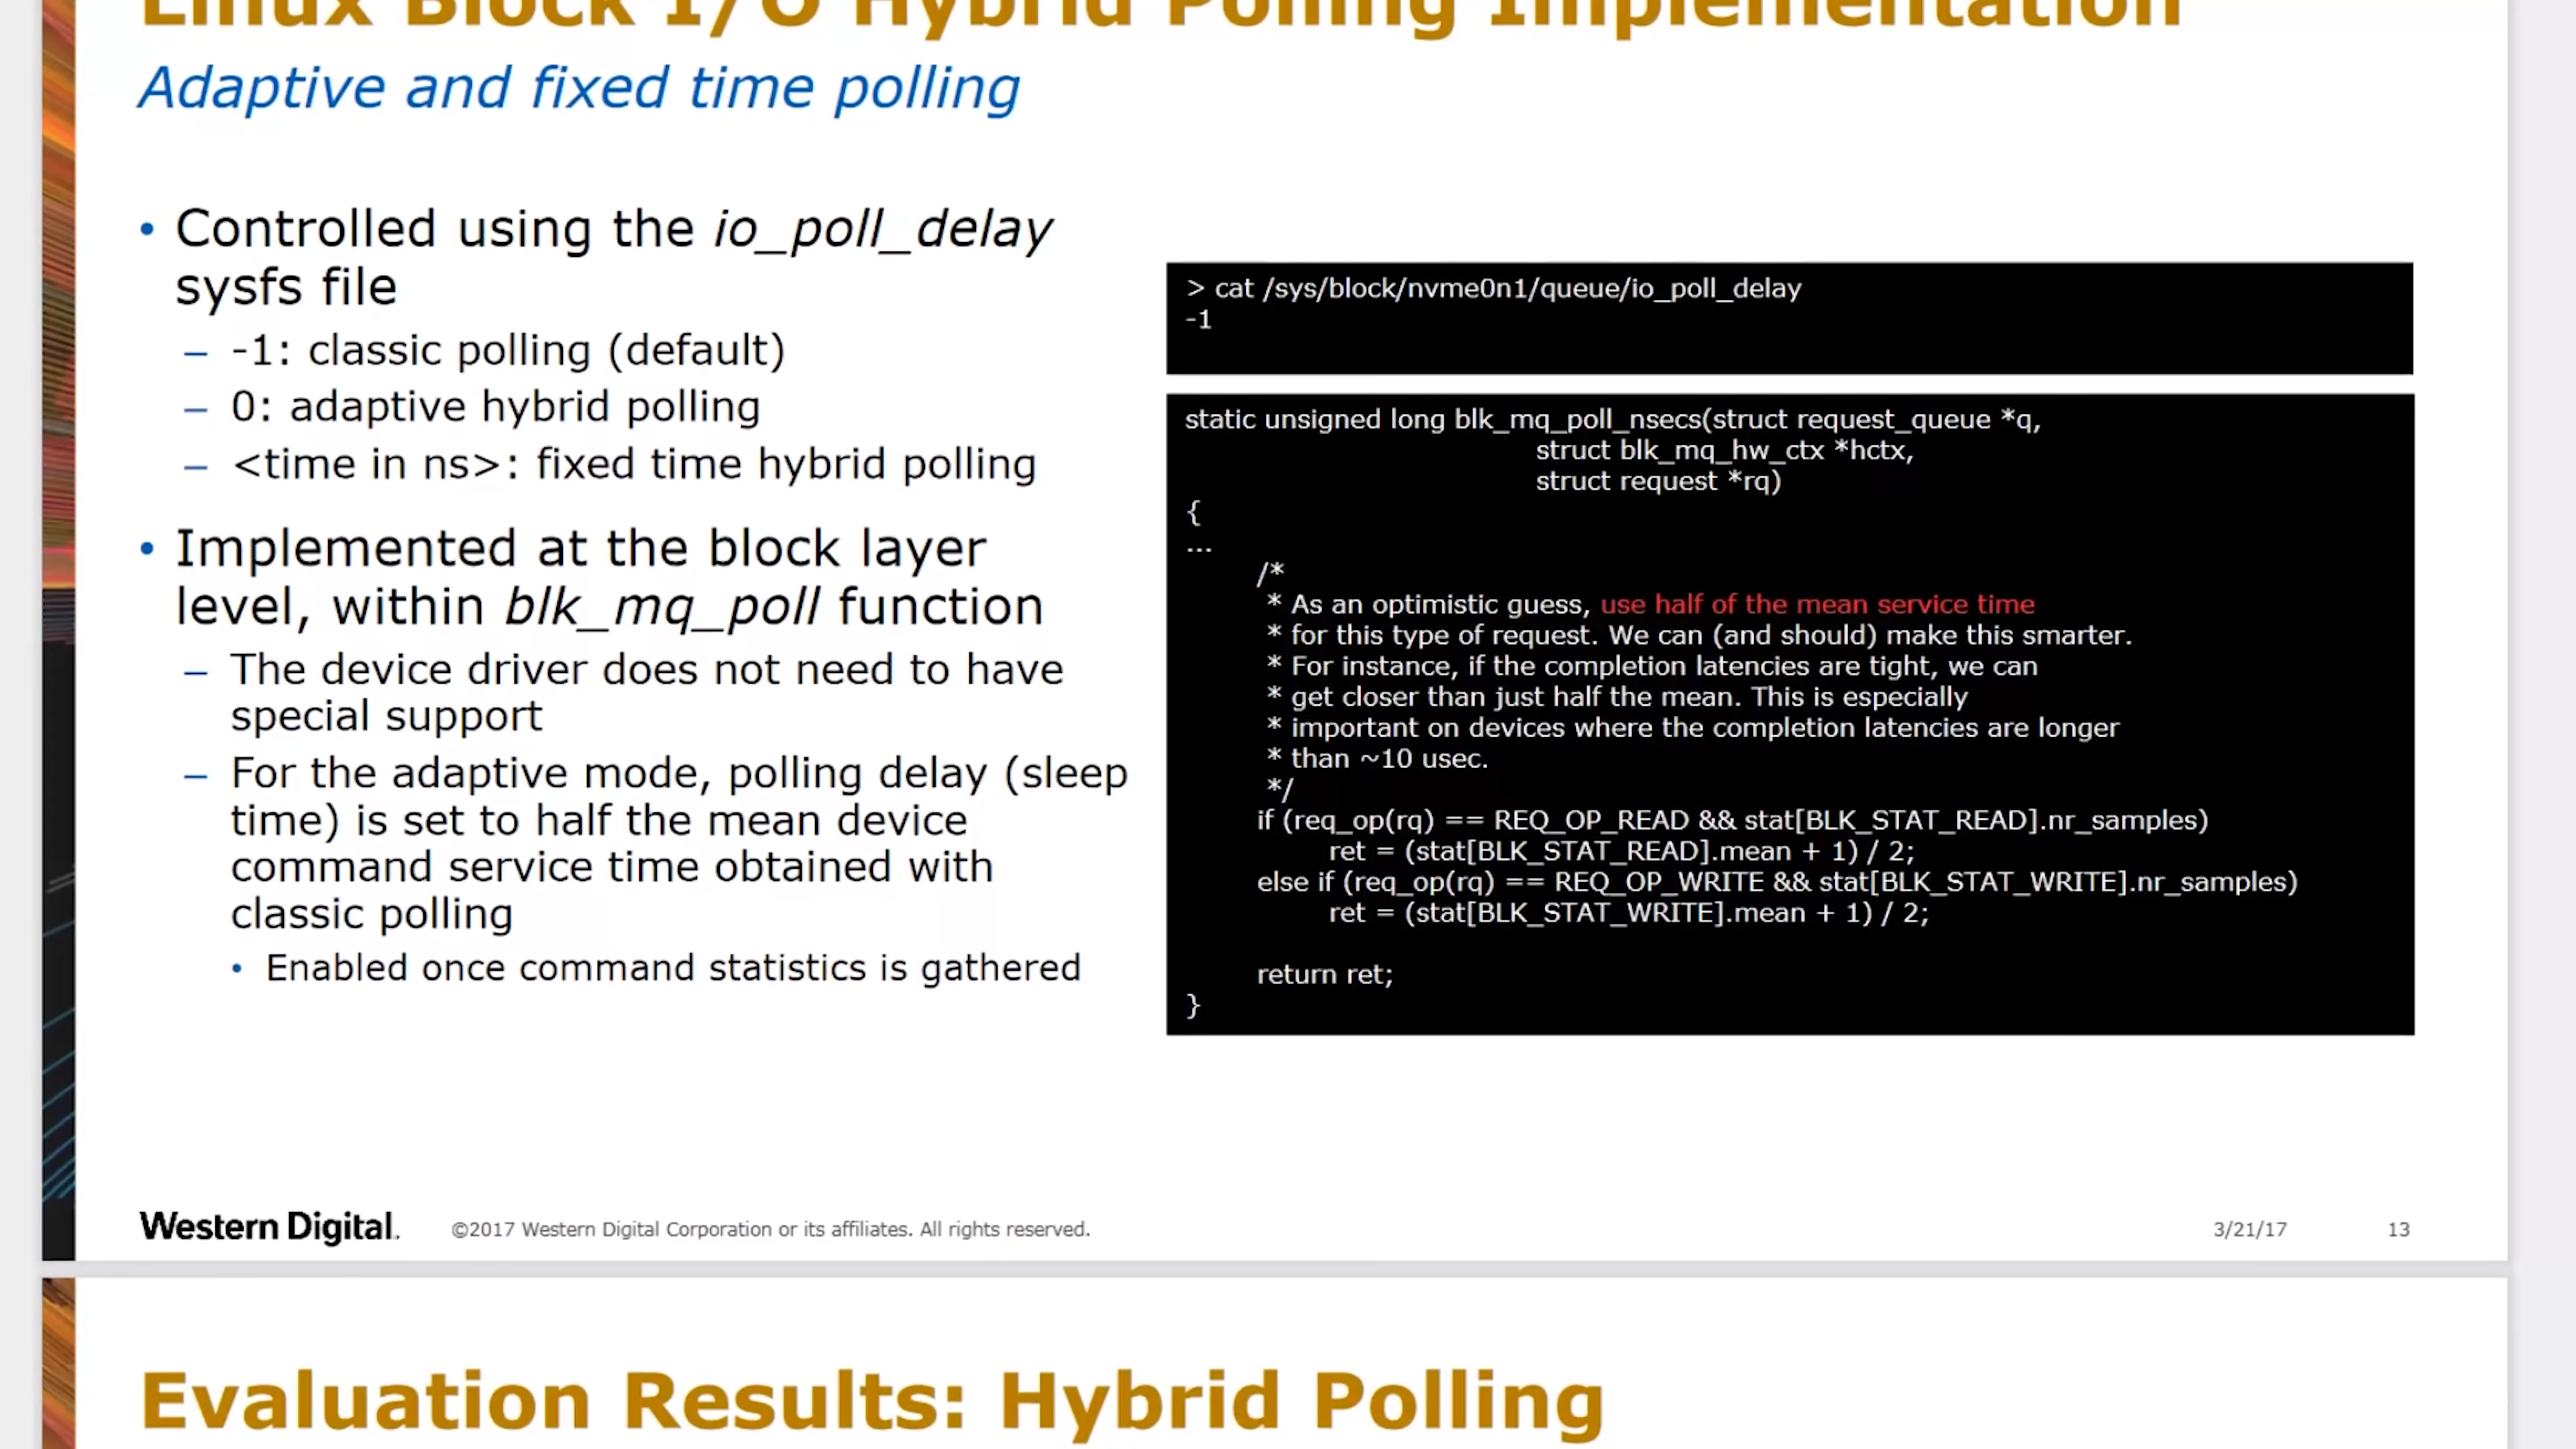 Linux Block I/O Hybrid Polling Implementation
Adaptive and fixed time polling
• Controlled using the io_poll_delay
sysfs file
– -1: classic polling (default)
– 0: adaptive hybrid polling
– <time in ns>: fixed time hybrid polling
• Implemented at the block layer
level, within blk_mq_poll function
– The device driver does not need to have
special support
– For the adaptive mode, polling delay (sleep
time) is set to half the mean device
command service time obtained with
classic polling
• Enabled once command statistics is gathered
> cat /sys/block/nvme0n1/queue/io_poll_delay
-1
static unsigned long blk_mq_poll_nsecs(struct request_queue *q,
struct blk_mq_hw_ctx *hctx,
struct request *rq)
{
...
/*
* As an optimistic guess, use half of the mean service time
* for this type of request. We can (and should) make this smarter.
* For instance, if the completion latencies are tight, we can
* get closer than just half the mean. This is especially
* important on devices where the completion latencies are longer
* than ~10 usec.
*/
if (req_op(rq) == REQ_OP_READ && stat[BLK_STAT_READ].nr_samples)
ret = (stat[BLK_STAT_READ].mean + 1) / 2;
else if (req_op(rq) == REQ_OP_WRITE && stat[BLK_STAT_WRITE].nr_samples)
ret = (stat[BLK_STAT_WRITE].mean + 1) / 2;
return ret;
}
Western Digital. ©2017 Western Digital Corporation or its affiliates. All rights reserved. 3/21/17 13
Evaluation Results: Hybrid Polling